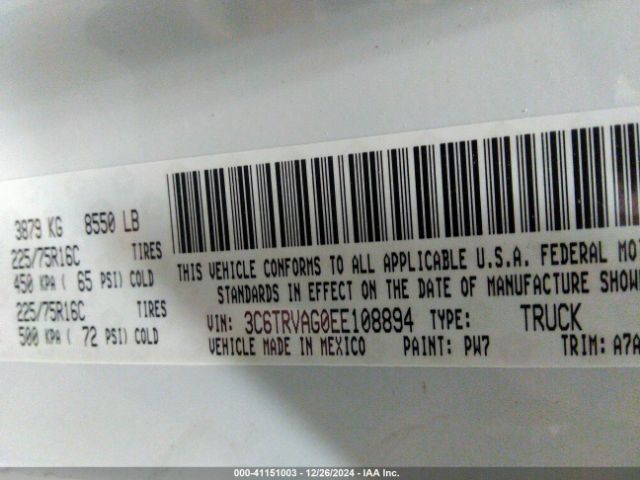 3879 KG 8550 LB
225/75R16C TIRES
450 KPA ( 65 PSI) COLD
225/75R16C TIRES
500 KPA ( 72 PSI) COLD
THIS VEHICLE CONFORMS TO ALL APPLICABLE U.S.A. FEDERAL MO
STANDARDS IN EFFECT ON THE DATE OF MANUFACTURE SHOW
VIN: 3C6TRVAG0EE108894 TYPE: TRUCK
VEHICLE MADE IN MEXICO PAINT: PW7 TRIM: A7A
000-41151003 - 12/26/2024 - IAA Inc.